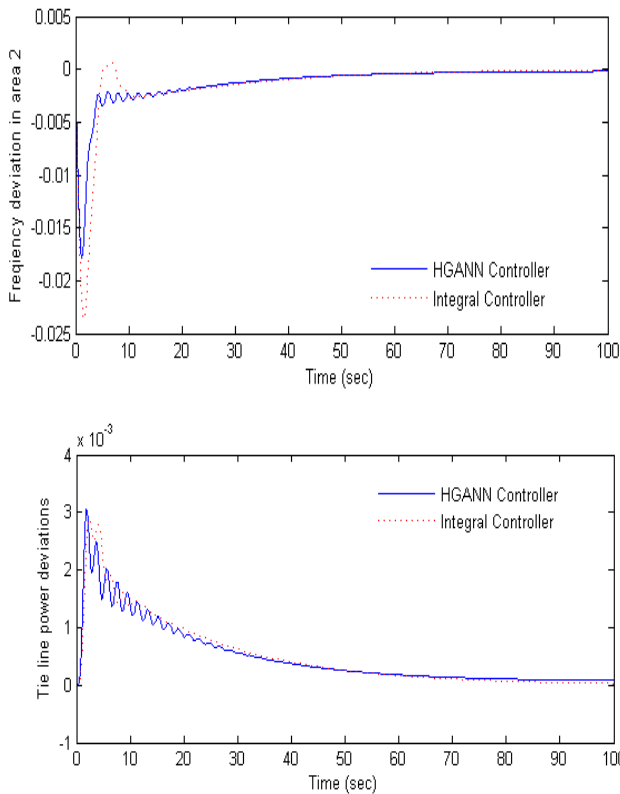 0.005
0
-0.005
-0.01
-0.015
-0.02
-0.025
Freqiency deviation in area 2
HGANN Controller
Integral Controller
0 10 20 30 40 50 60 70 80 90 100
Time (sec)
x 10-3
4
3
2
1
0
-1
Tie line power deviations
HGANN Controller
Integral Controller
0 10 20 30 40 50 60 70 80 90 100
Time (sec)